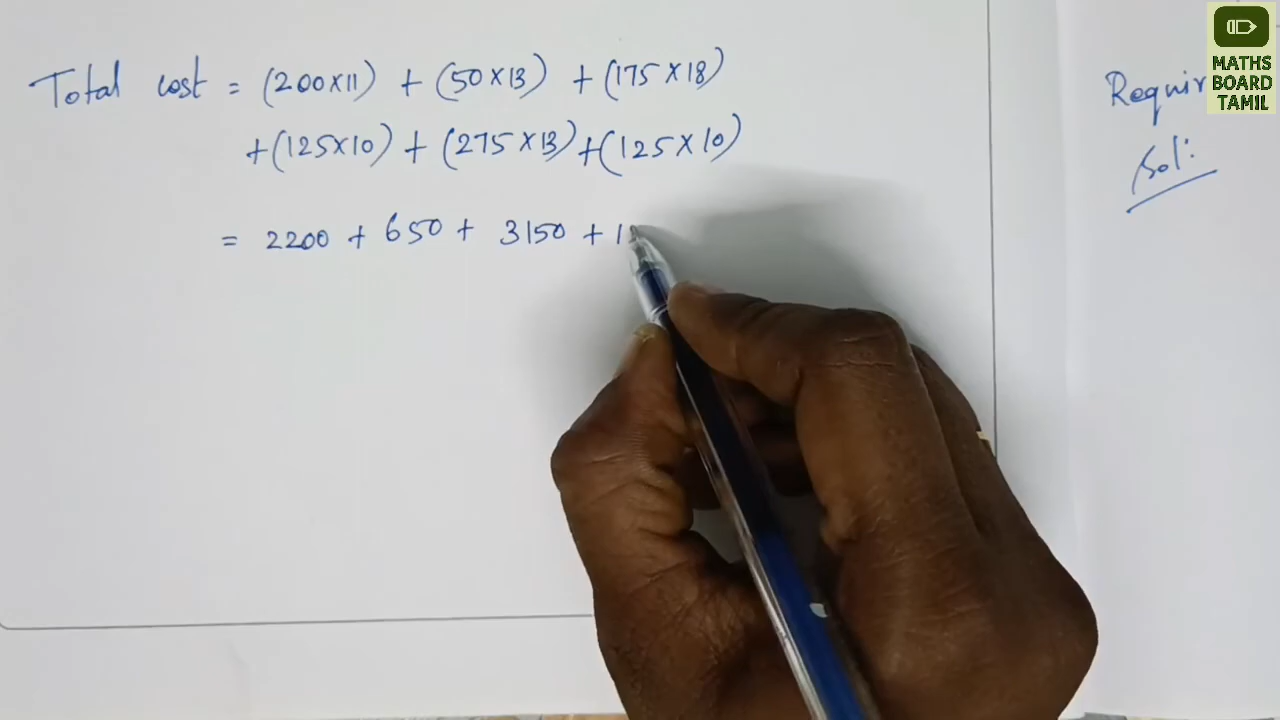 Total cost = (200×11) + (50×13) + (175×18)
+ (125×10) + (275×13) + (125×10)
= 2200 + 650 + 3150 + 1
Sol:
MATHS
BOARD
TAMIL